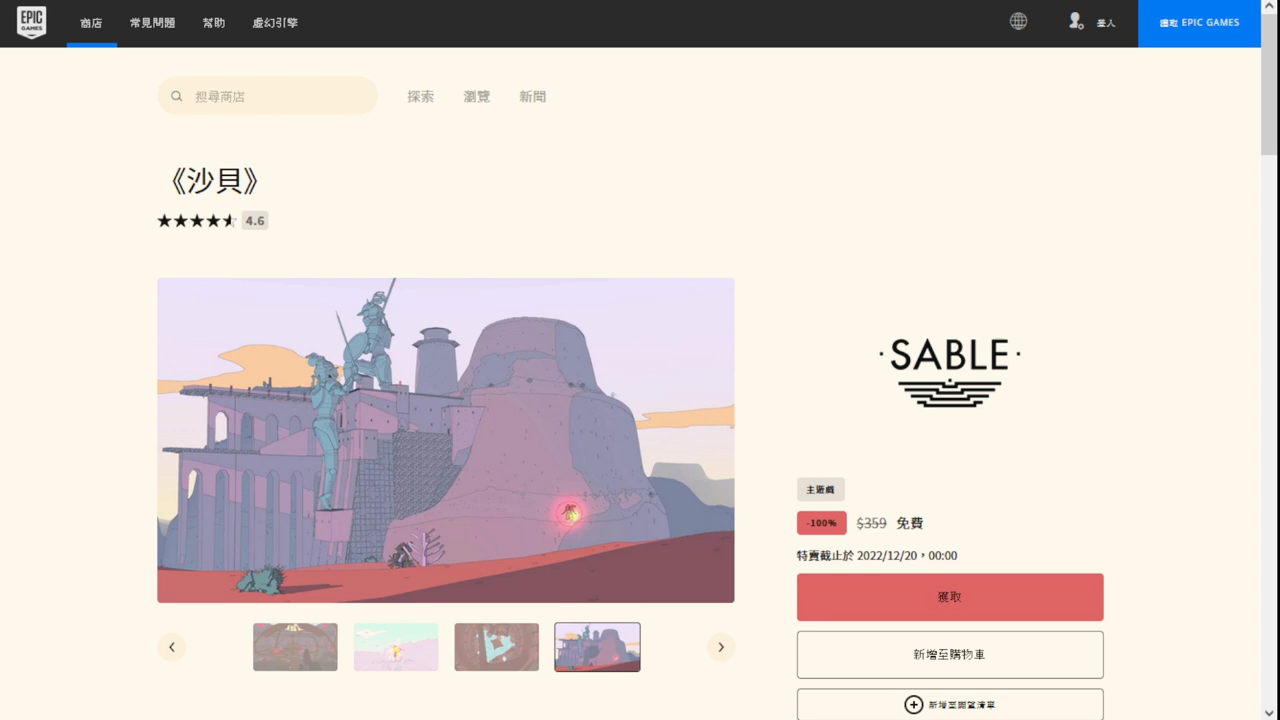 EPIC
GAMES
商店 常見問題 幫助 虛幻引擎 登入 獲取 EPIC GAMES
搜尋商店 探索 瀏覽 新聞
《沙貝》
4.6
·SABLE·
主遊戲
-100% $359 免費
特賣截止於 2022/12/20，00:00
獲取
新增至購物車
新增至願望清單